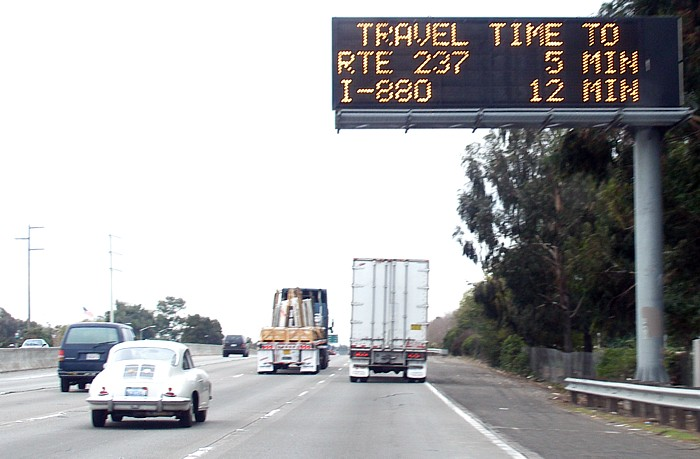 TRAVEL TIME TO
RTE 237 5 MIN
I-880 12 MIN